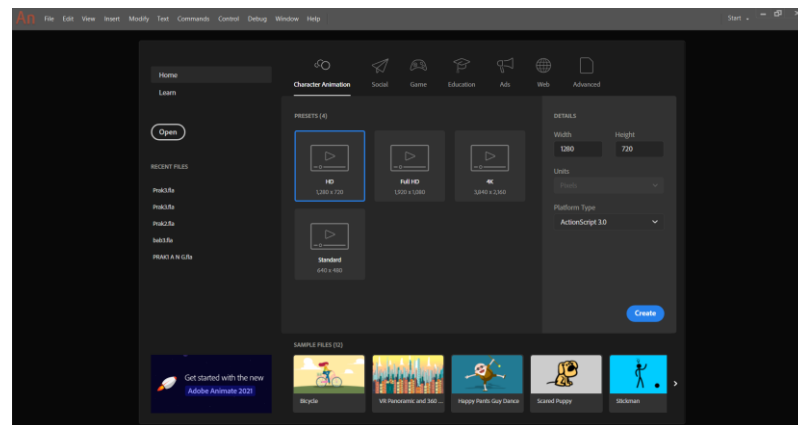 An File Edit View Insert Modify Text Commands Control Debug Window Help Start
Home
Learn
Open
RECENT FILES
Prak3.fla
Prak3.fla
Prak2.fla
bab3.fla
PRAK1 A N G.fla
Character Animation Social Game Education Ads Web Advanced
PRESETS (4)
HD
1,280 x 720
Full HD
1,920 x 1,080
4K
3,840 x 2,160
Standard
640 x 480
DETAILS
Width Height
1280 720
Units
Pixels
Platform Type
ActionScript 3.0
Create
Get started with the new
Adobe Animate 2021
SAMPLE FILES (12)
Bicycle
VR Panoramic and 360 ...
Happy Pants Guy Dance
Scared Puppy
Stickman